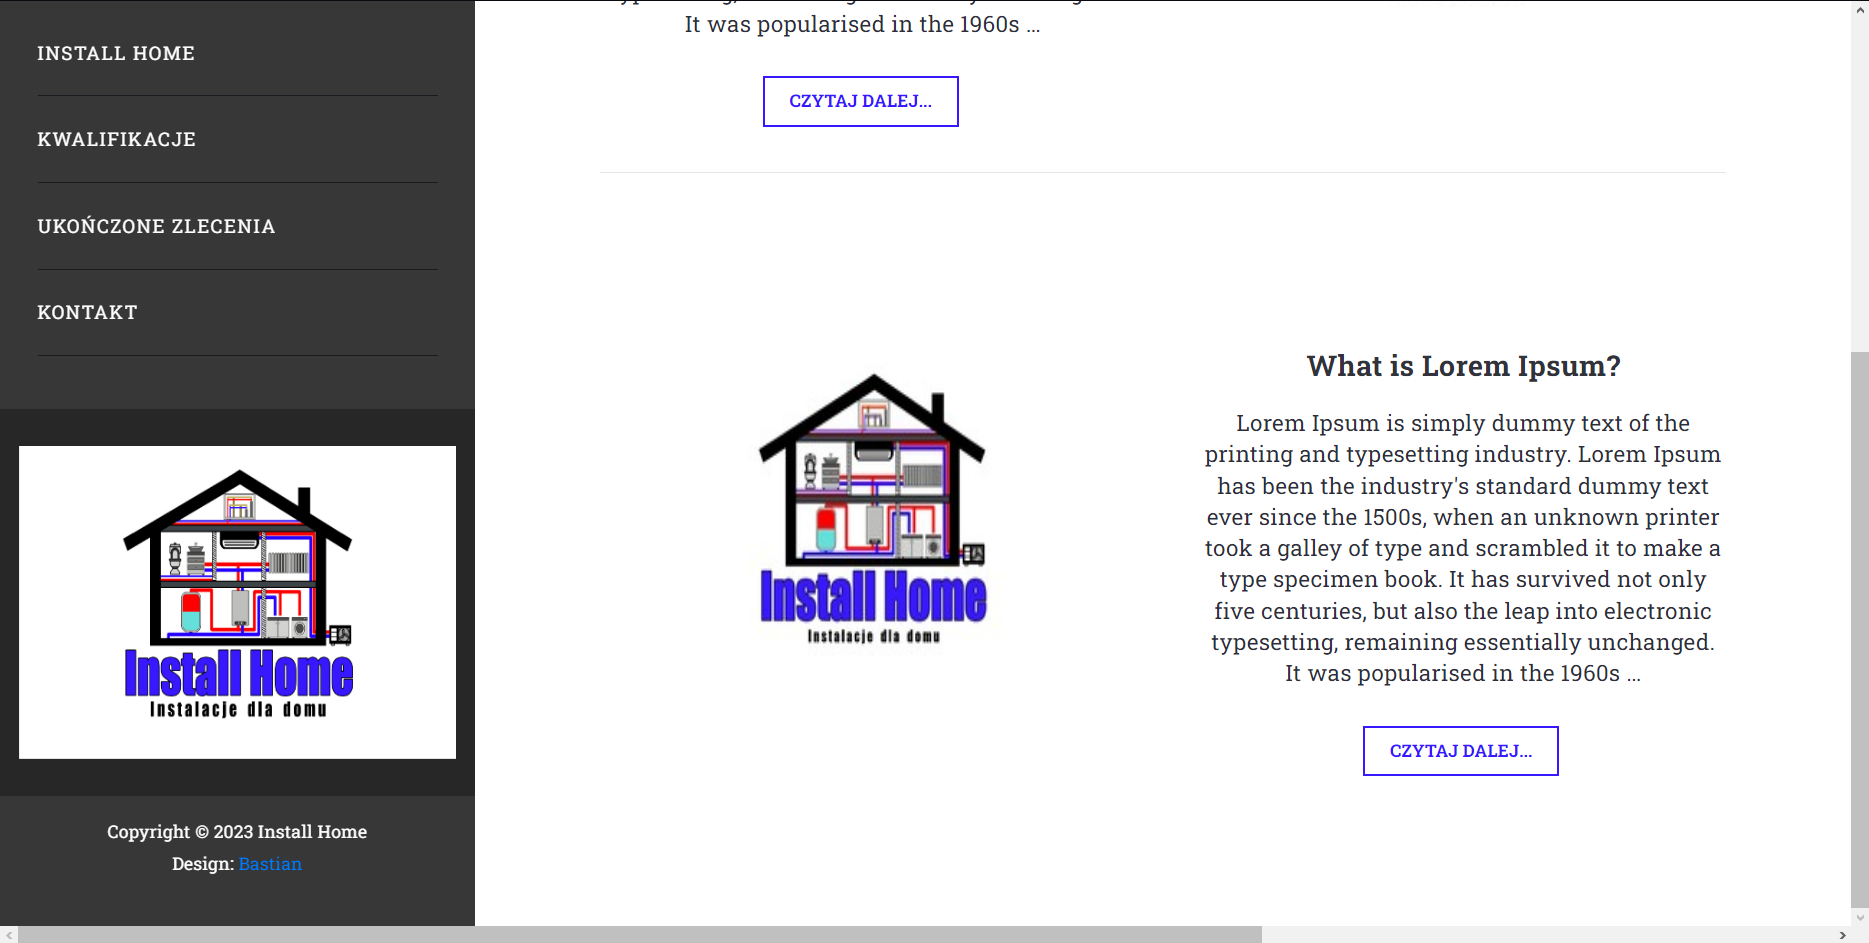 INSTALL HOME
KWALIFIKACJE
UKOŃCZONE ZLECENIA
KONTAKT
Install Home
Instalacje dla domu
Copyright © 2023 Install Home
Design: Bastian
It was popularised in the 1960s ...
CZYTAJ DALEJ...
Install Home
Instalacje dla domu
What is Lorem Ipsum?
Lorem Ipsum is simply dummy text of the
printing and typesetting industry. Lorem Ipsum
has been the industry's standard dummy text
ever since the 1500s, when an unknown printer
took a galley of type and scrambled it to make a
type specimen book. It has survived not only
five centuries, but also the leap into electronic
typesetting, remaining essentially unchanged.
It was popularised in the 1960s ...
CZYTAJ DALEJ...